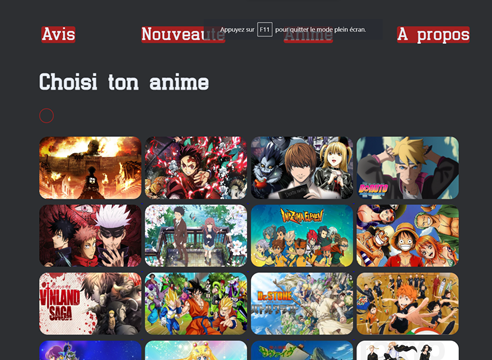 Avis
Nouveauté
Appuyez sur F11 pour quitter le mode plein écran.
Anime
A propos
Choisi ton anime
BORUTO
INAZUMA ELEVEN
VINLAND
SAGA
Dr.STONE